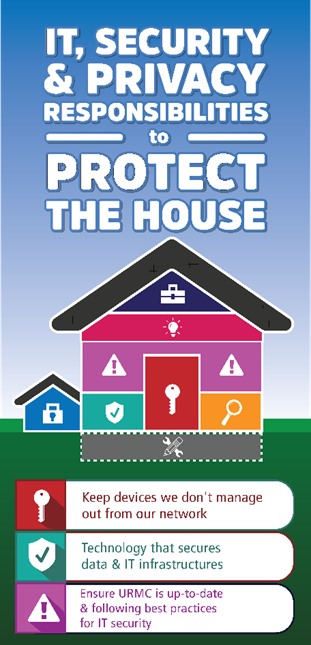 IT, SECURITY
& PRIVACY
RESPONSIBILITIES
to
PROTECT
THE HOUSE
Keep devices we don't manage
out from our network
Technology that secures
data & IT infrastructures
Ensure URMC is up-to-date
& following best practices
for IT security